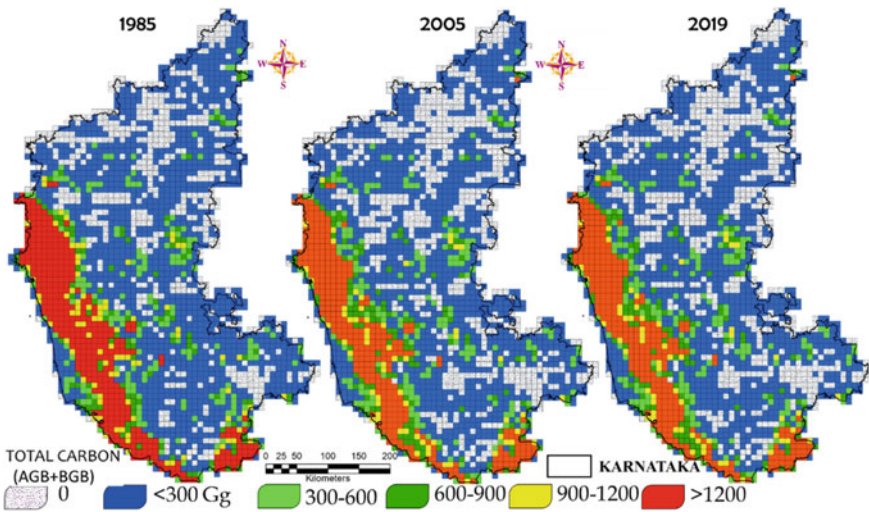 1985 2005 2019
N
W E
S
N
W E
S
TOTAL CARBON
(AGB+BGB)
0 25 50 100 150 200
Kilometers
KARNATAKA
0 <300 Gg 300-600 600-900 900-1200 >1200